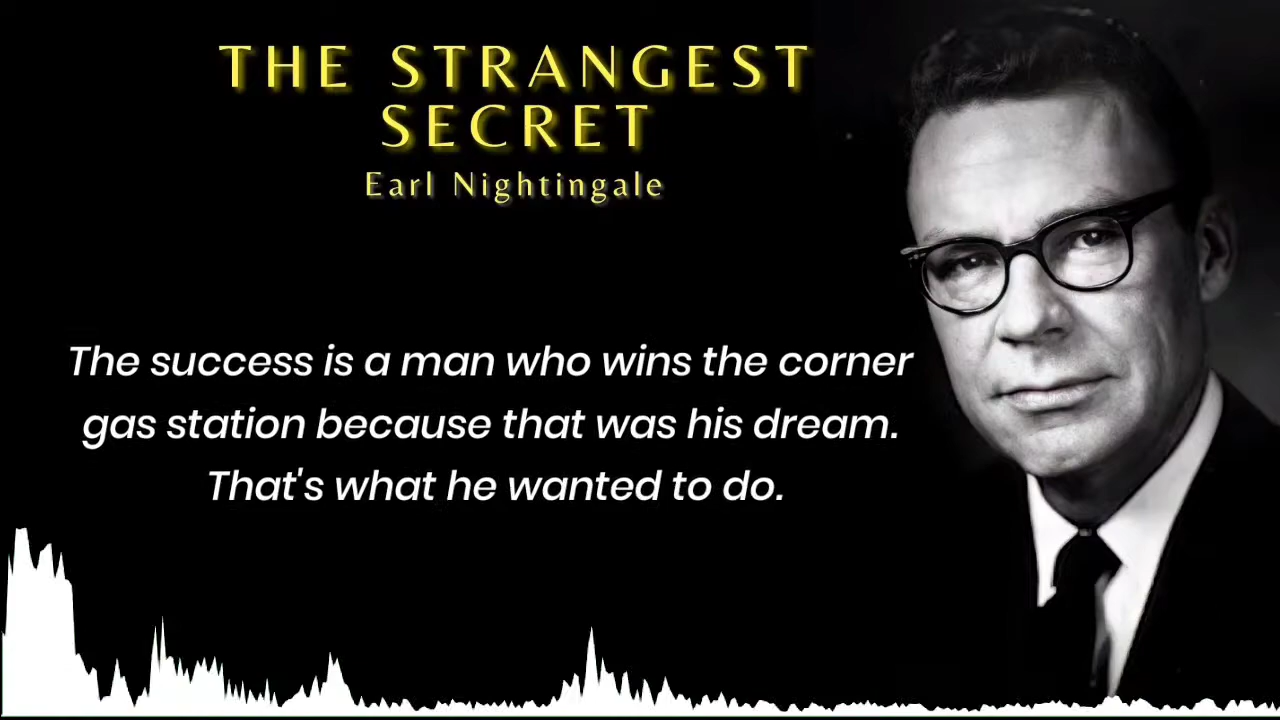 THE STRANGEST
SECRET
Earl Nightingale
The success is a man who wins the corner
gas station because that was his dream.
That's what he wanted to do.